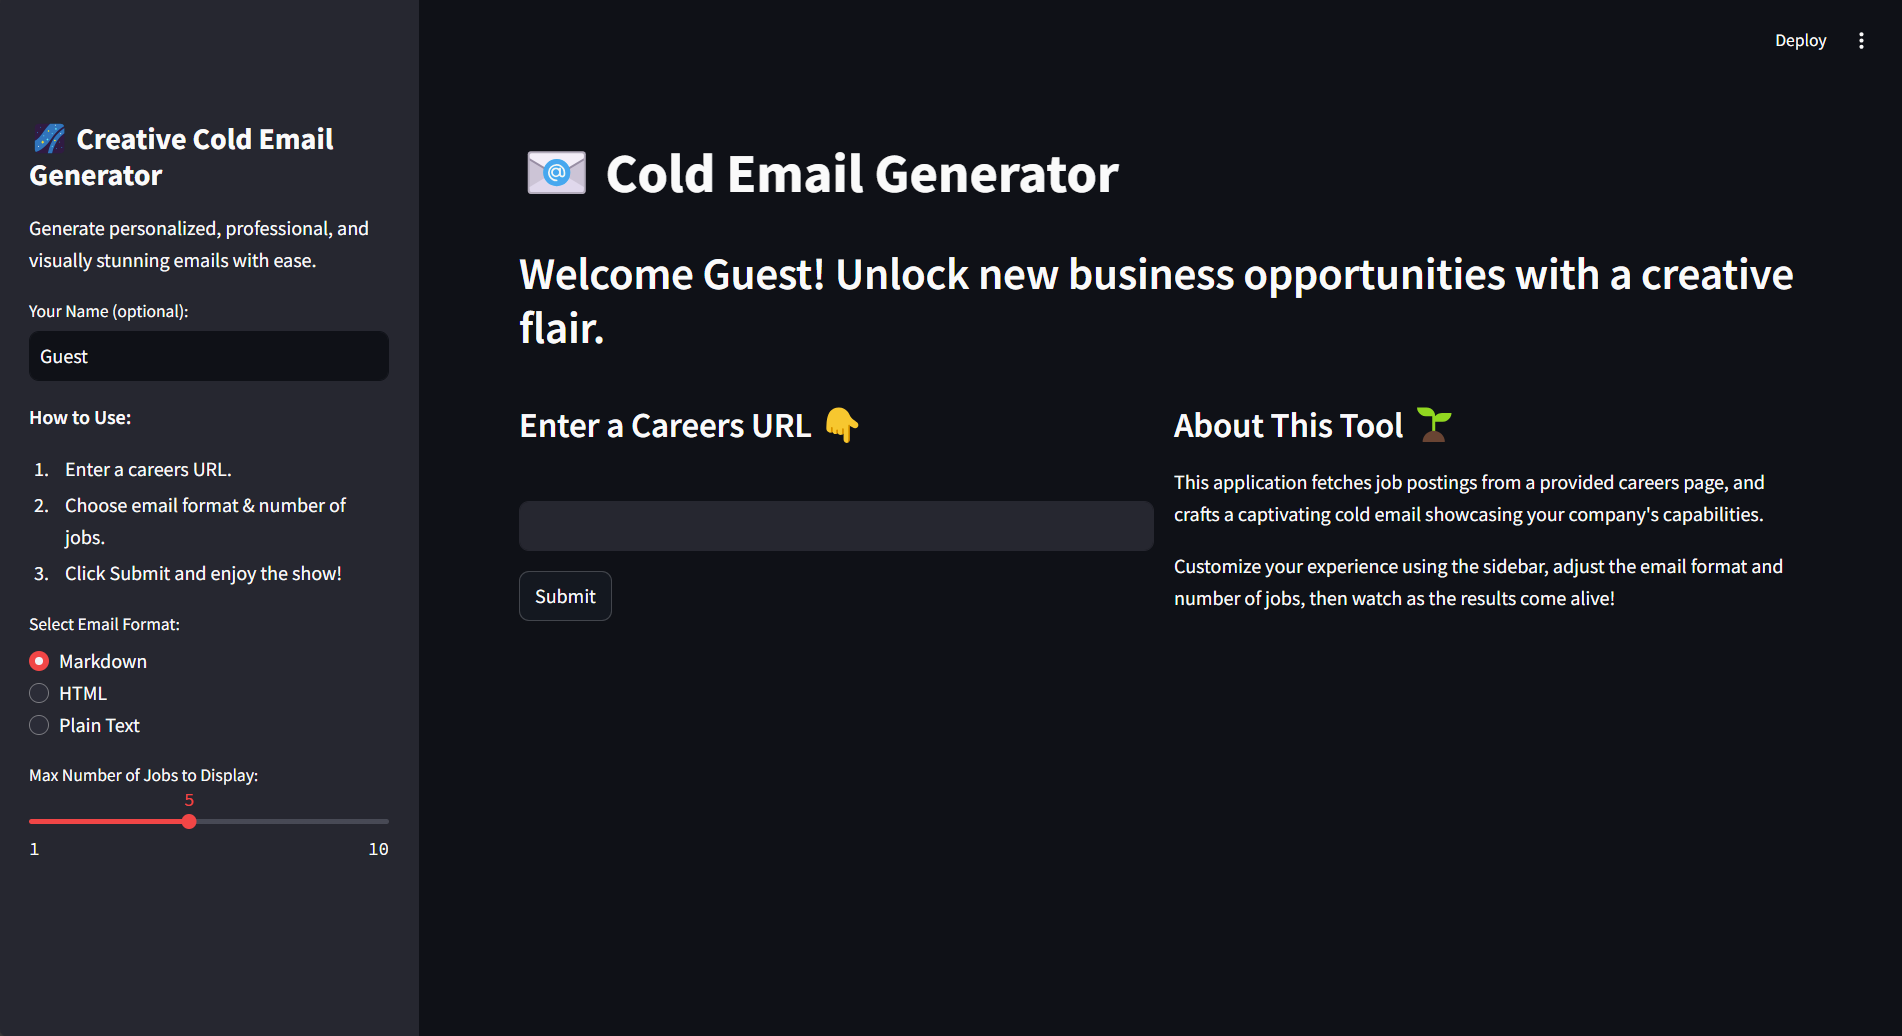 Deploy
🌌 Creative Cold Email
Generator
Generate personalized, professional, and
visually stunning emails with ease.
Your Name (optional):
Guest
How to Use:
1. Enter a careers URL.
2. Choose email format & number of
jobs.
3. Click Submit and enjoy the show!
Select Email Format:
Markdown
HTML
Plain Text
Max Number of Jobs to Display:
5
1 10
📧 Cold Email Generator
Welcome Guest! Unlock new business opportunities with a creative
flair.
Enter a Careers URL 👇
Submit
About This Tool 🌱
This application fetches job postings from a provided careers page, and
crafts a captivating cold email showcasing your company's capabilities.
Customize your experience using the sidebar, adjust the email format and
number of jobs, then watch as the results come alive!